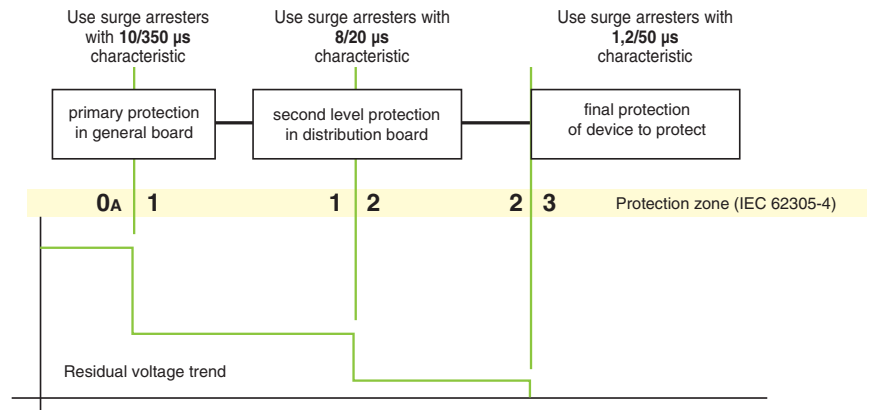 Use surge arresters
with 10/350 µs
characteristic
Use surge arresters with
8/20 µs
characteristic
Use surge arresters with
1,2/50 µs
characteristic
primary protection
in general board
second level protection
in distribution board
final protection
of device to protect
0A 1
1 2
2 3
Protection zone (IEC 62305-4)
Residual voltage trend